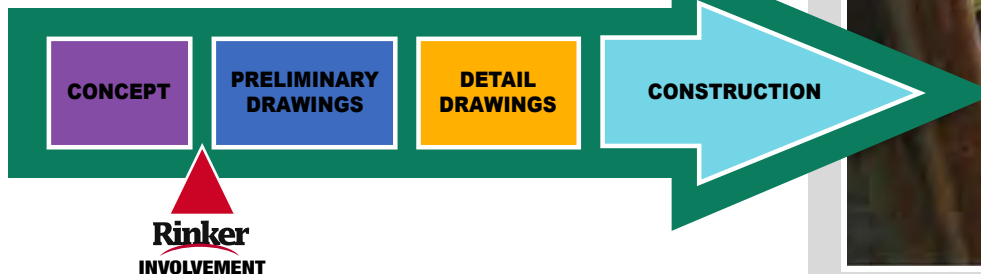 CONCEPT
PRELIMINARY
DRAWINGS
DETAIL
DRAWINGS
CONSTRUCTION
Rinker
INVOLVEMENT